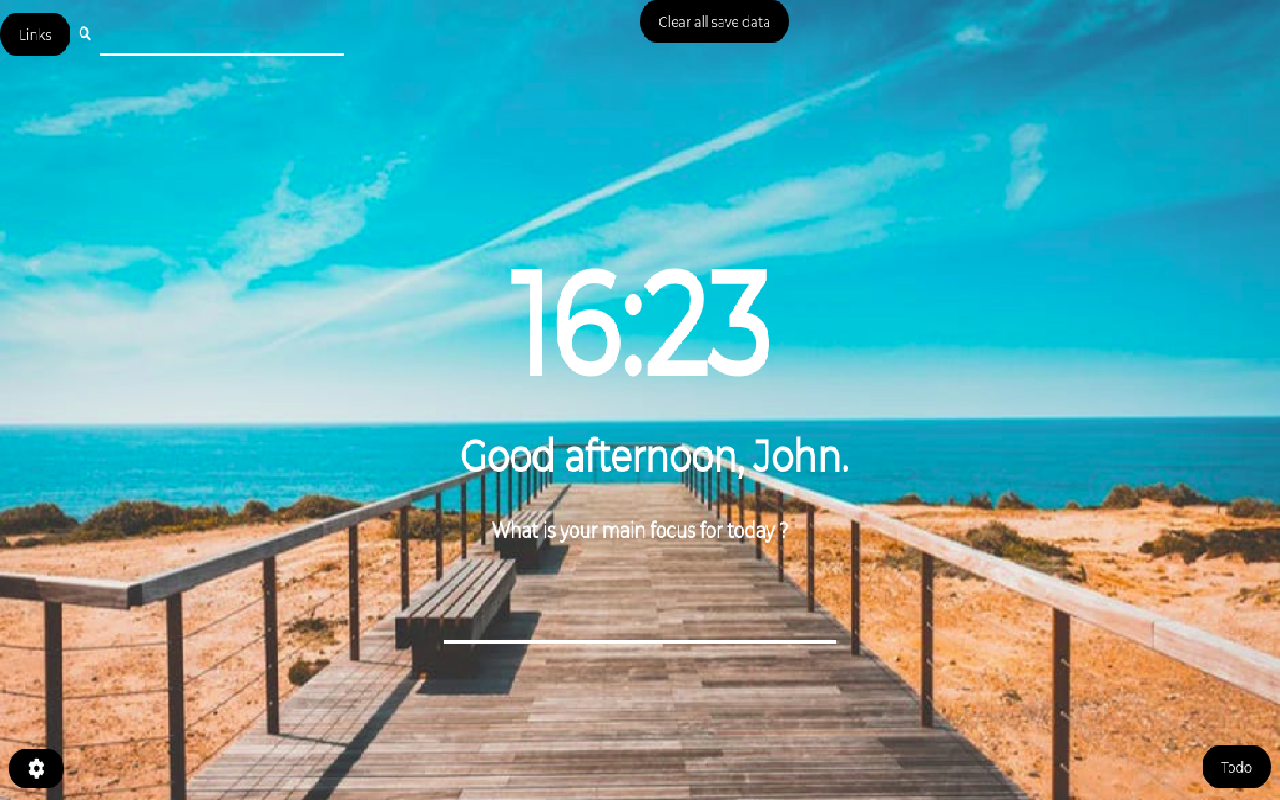 Links
Clear all save data
16:23
Good afternoon, John.
What is your main focus for today ?
Todo